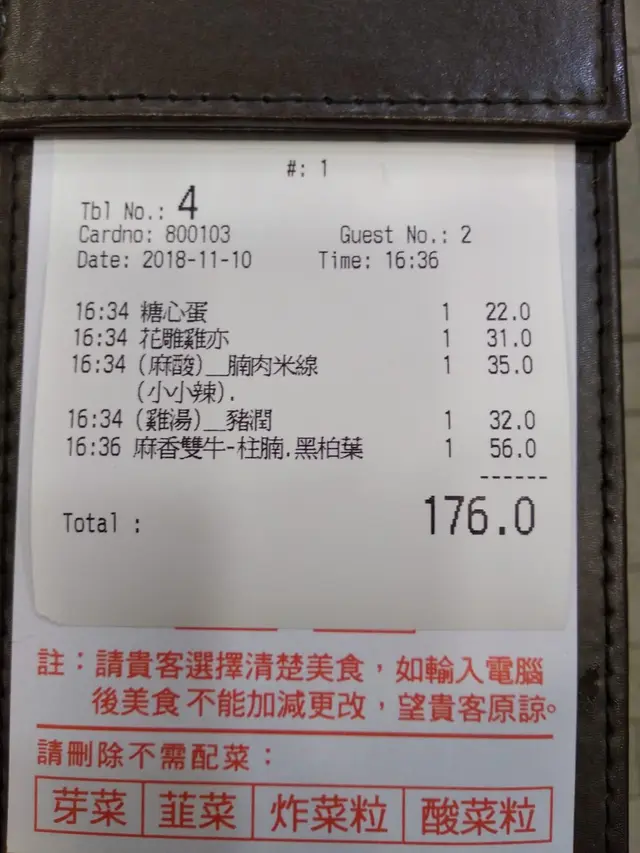 #: 1
Tbl No.: 4
Cardno: 800103 Guest No.: 2
Date: 2018-11-10 Time: 16:36
16:34 糖心蛋 1 22.0
16:34 花雕雞亦 1 31.0
16:34 (麻酸)__腩肉米線 1 35.0
(小小辣).
16:34 (雞湯)__豬潤 1 32.0
16:36 麻香雙牛-柱腩.黑柏葉 1 56.0
------
Total : 176.0
註：請貴客選擇清楚美食，如輸入電腦
後美食不能加減更改，望貴客原諒。
請刪除不需配菜：
芽菜 韮菜 炸菜粒 酸菜粒